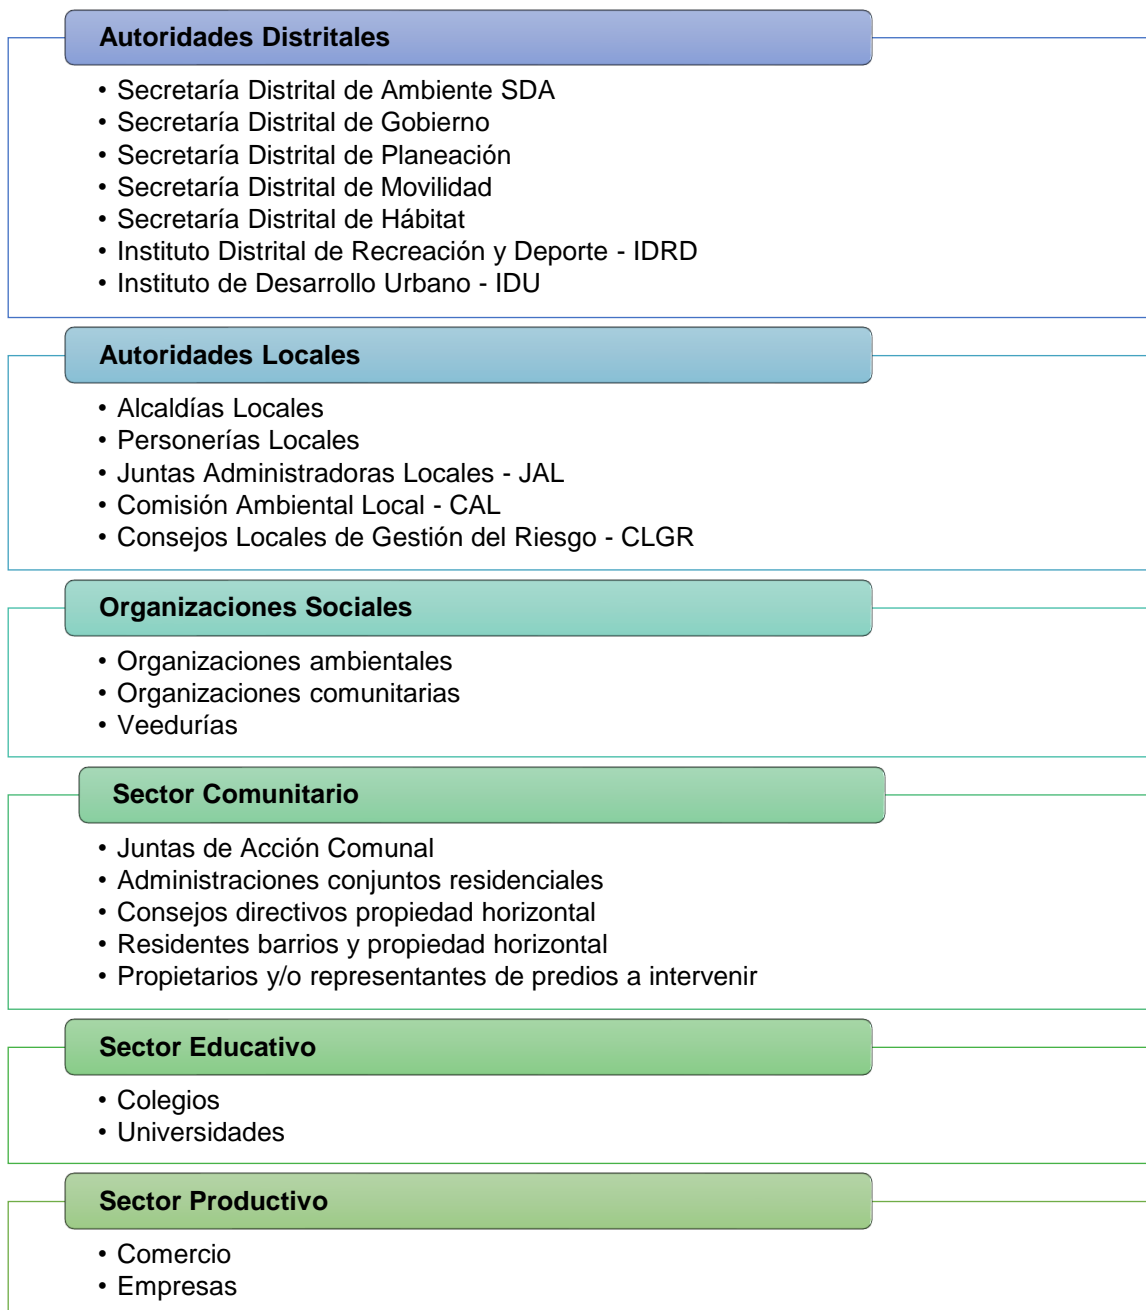 Autoridades Distritales
• Secretaría Distrital de Ambiente SDA
• Secretaría Distrital de Gobierno
• Secretaría Distrital de Planeación
• Secretaría Distrital de Movilidad
• Secretaría Distrital de Hábitat
• Instituto Distrital de Recreación y Deporte - IDRD
• Instituto de Desarrollo Urbano - IDU
Autoridades Locales
• Alcaldías Locales
• Personerías Locales
• Juntas Administradoras Locales - JAL
• Comisión Ambiental Local - CAL
• Consejos Locales de Gestión del Riesgo - CLGR
Organizaciones Sociales
• Organizaciones ambientales
• Organizaciones comunitarias
• Veedurías
Sector Comunitario
• Juntas de Acción Comunal
• Administraciones conjuntos residenciales
• Consejos directivos propiedad horizontal
• Residentes barrios y propiedad horizontal
• Propietarios y/o representantes de predios a intervenir
Sector Educativo
• Colegios
• Universidades
Sector Productivo
• Comercio
• Empresas